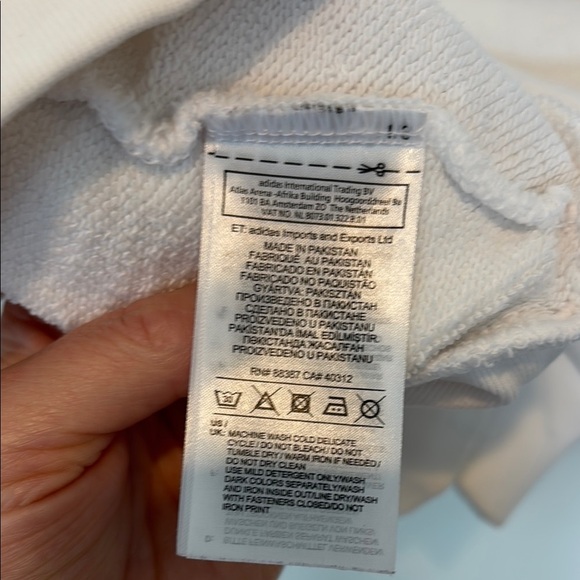 adidas International Trading BV
Atlas Arena -Afrika Building Hoogoorddreef 9a
1101 BA Amsterdam ZO The Netherlands
VAT NO. NL 8073.01.322.B.01
ET: adidas Imports and Exports Ltd
MADE IN PAKISTAN
FABRIQUÉ AU PAKISTAN
FABRICADO EN PAKISTÁN
FABRICADO NO PAQUISTÃO
GYÁRTVA: PAKISZTÁN
ПРОИЗВЕДЕНО В ПАКИСТАН
СДЕЛАНО В ПАКИСТАНЕ
PROIZVEDENO U PAKISTANU
PAKİSTAN'DA İMAL EDİLMİŞTİR.
ПӘКІСТАНДА ЖАСАЛҒАН
PROIZVEDENO U PAKISTANU
RN# 88387 CA# 40312
30
US /
UK: MACHINE WASH COLD DELICATE
CYCLE / DO NOT BLEACH / DO NOT
TUMBLE DRY / WARM IRON IF NEEDED /
DO NOT DRY CLEAN
USE MILD DETERGENT ONLY/WASH
DARK COLORS SEPARATELY/WASH
AND IRON INSIDE OUT/LINE DRY/WASH
WITH FASTENERS CLOSED/DO NOT
IRON PRINT